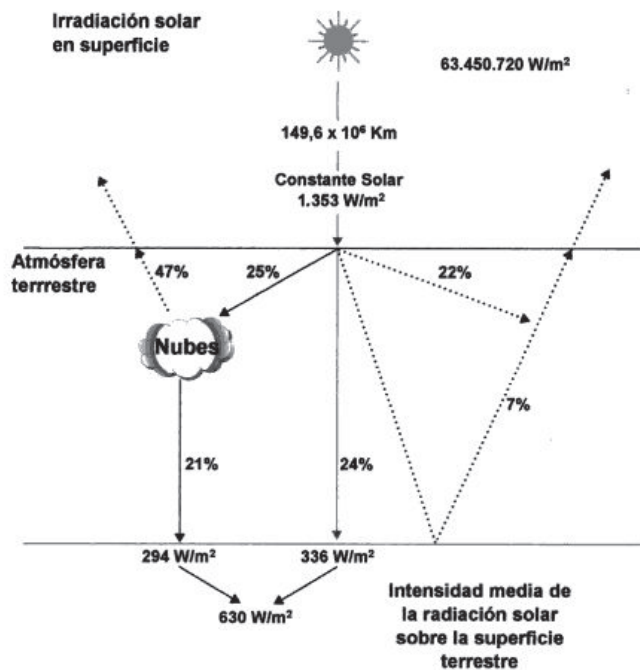 Irradiación solar
en superficie
63.450.720 W/m²
149,6 x 10⁶ Km
Constante Solar
1.353 W/m²
Atmósfera
terrrestre
47%
25%
22%
Nubes
7%
21%
24%
294 W/m²
336 W/m²
630 W/m²
Intensidad media de
la radiación solar
sobre la superficie
terrestre